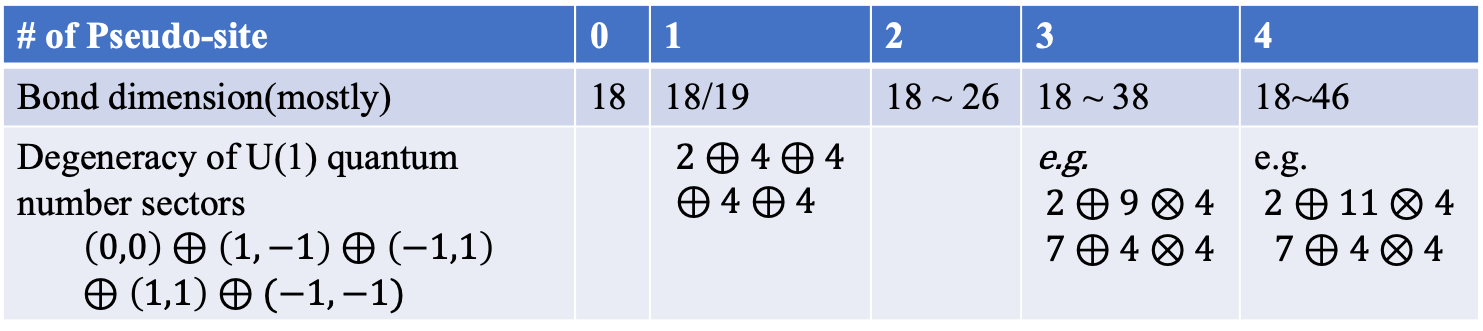 # of Pseudo-site 0 1 2 3 4
Bond dimension(mostly) 18 18/19 18 ~ 26 18 ~ 38 18~46
Degeneracy of U(1) quantum
number sectors
(0,0) ⊕ (1, −1) ⊕ (−1,1)
⊕ (1,1) ⊕ (−1, −1)
2 ⊕ 4 ⊕ 4
⊕ 4 ⊕ 4
e.g.
2 ⊕ 9 ⊗ 4
7 ⊕ 4 ⊗ 4
e.g.
2 ⊕ 11 ⊗ 4
7 ⊕ 4 ⊗ 4